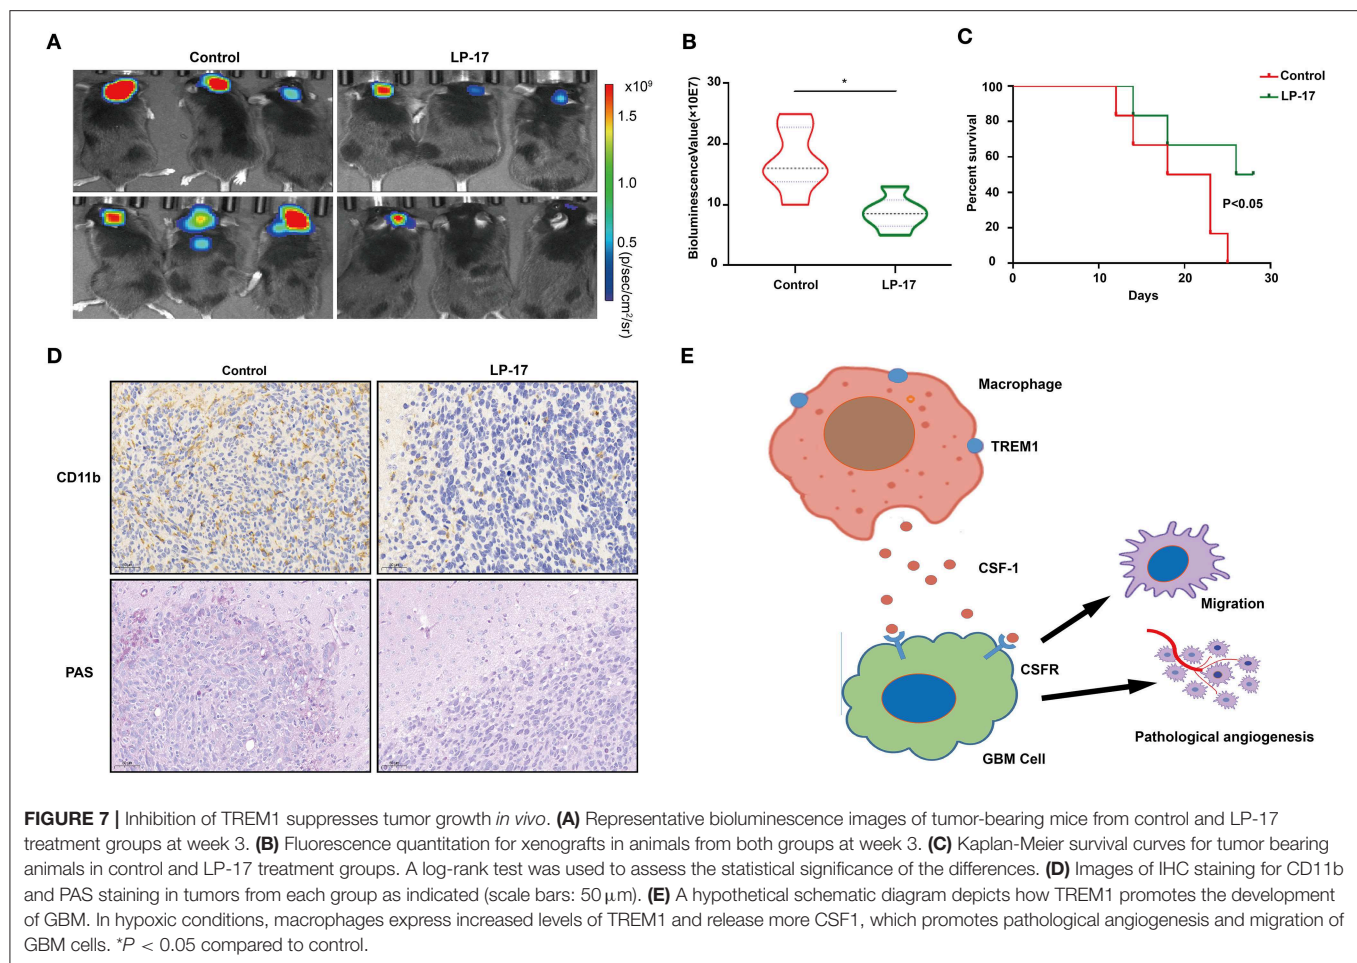 A
Control
LP-17
x10⁹
1.5
1.0
0.5
(p/sec/cm²/sr)
B
BioluminescenceValue(×10E7)
30
20
10
0
*
Control
LP-17
C
Control
LP-17
Percent survival
100
80
60
40
20
0
P<0.05
0
10
20
30
Days
D
Control
LP-17
CD11b
PAS
E
Macrophage
TREM1
CSF-1
Migration
CSFR
Pathological angiogenesis
GBM Cell
FIGURE 7 | Inhibition of TREM1 suppresses tumor growth in vivo. (A) Representative bioluminescence images of tumor-bearing mice from control and LP-17
treatment groups at week 3. (B) Fluorescence quantitation for xenografts in animals from both groups at week 3. (C) Kaplan-Meier survival curves for tumor bearing
animals in control and LP-17 treatment groups. A log-rank test was used to assess the statistical significance of the differences. (D) Images of IHC staining for CD11b
and PAS staining in tumors from each group as indicated (scale bars: 50 μm). (E) A hypothetical schematic diagram depicts how TREM1 promotes the development
of GBM. In hypoxic conditions, macrophages express increased levels of TREM1 and release more CSF1, which promotes pathological angiogenesis and migration of
GBM cells. *P < 0.05 compared to control.